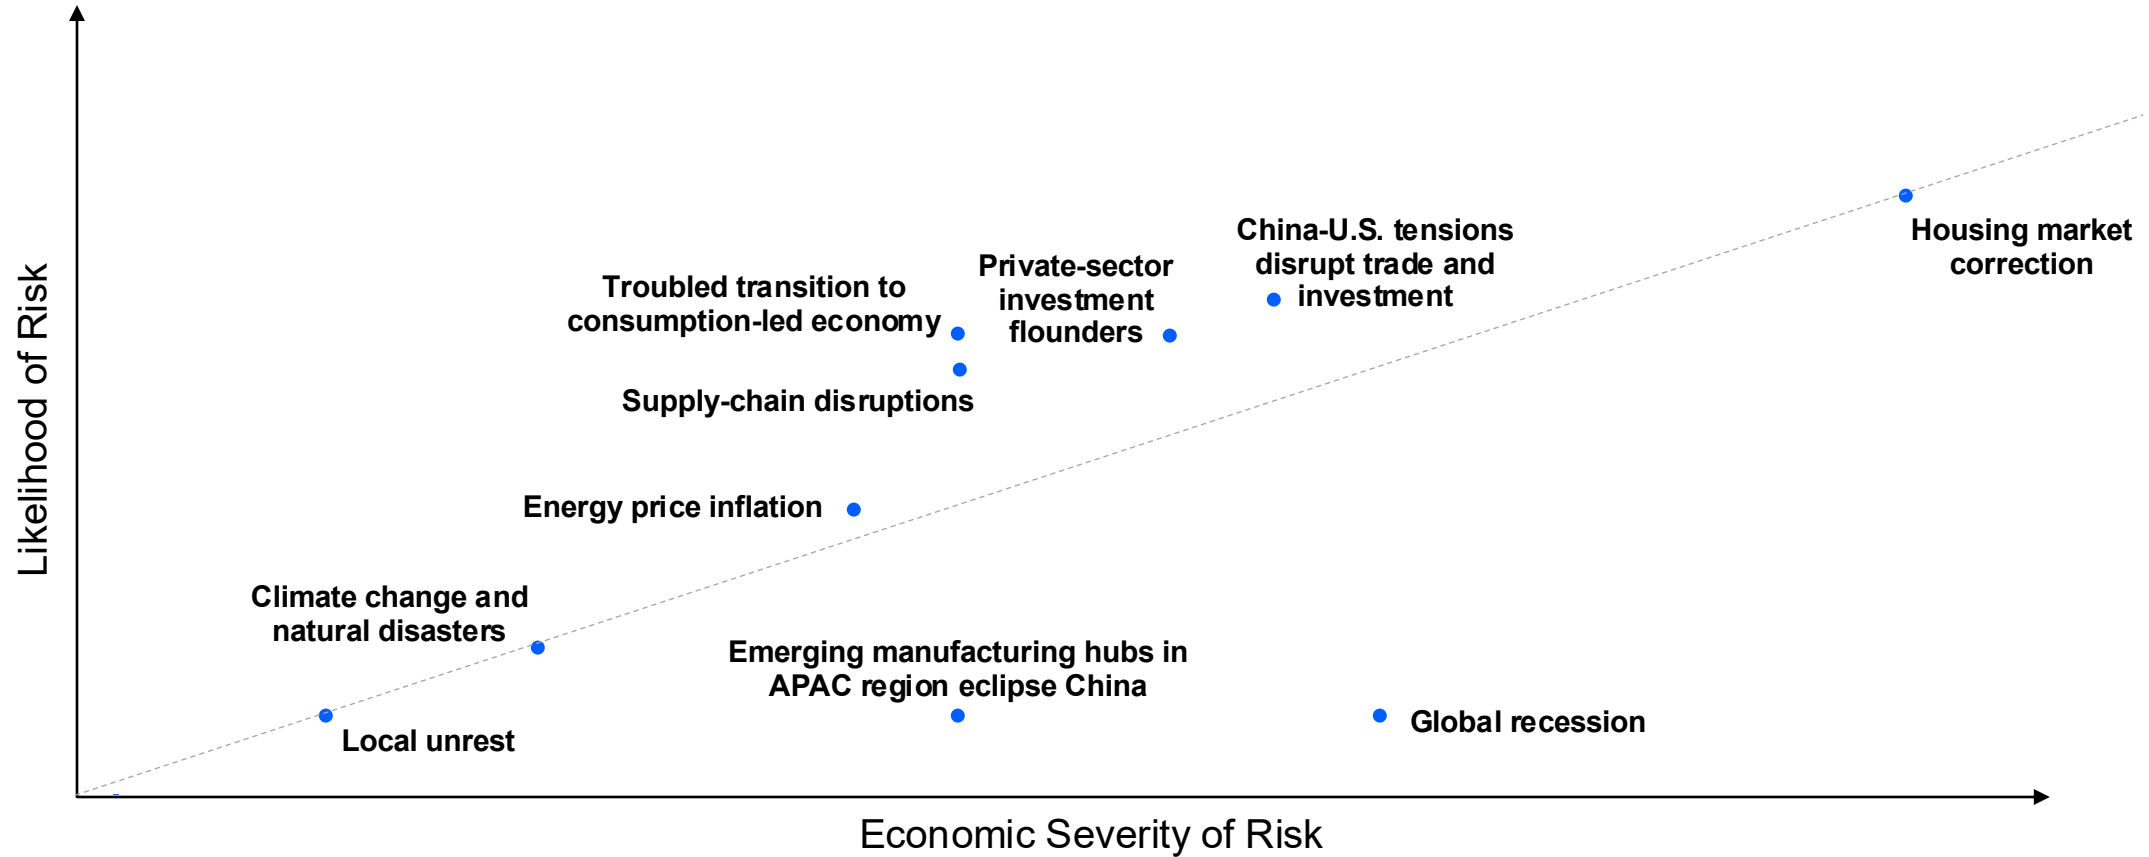 Likelihood of Risk
China-U.S. tensions
disrupt trade and
investment
Housing market
correction
Private-sector
investment
flounders
Troubled transition to
consumption-led economy
Supply-chain disruptions
Energy price inflation
Climate change and
natural disasters
Emerging manufacturing hubs in
APAC region eclipse China
Local unrest
Global recession
Economic Severity of Risk